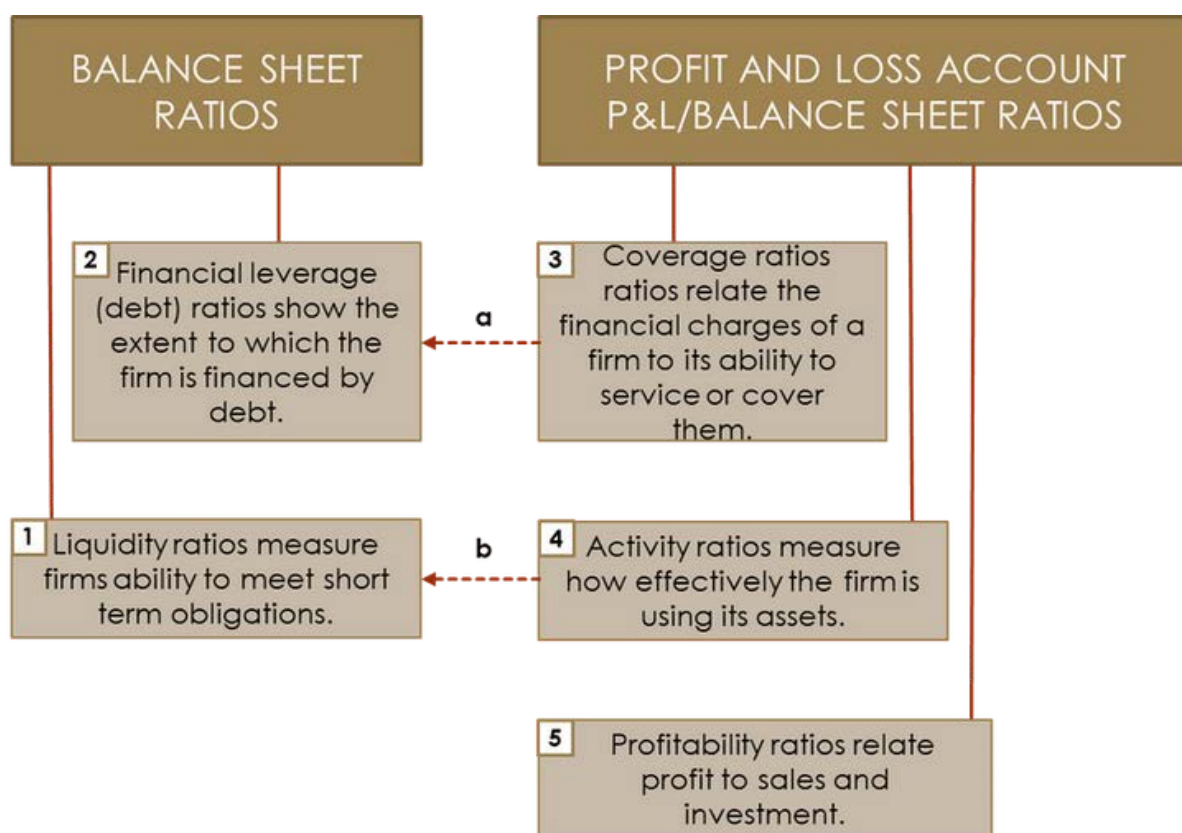 BALANCE SHEET
RATIOS
PROFIT AND LOSS ACCOUNT
P&L/BALANCE SHEET RATIOS
2
Financial leverage
(debt) ratios show the
extent to which the
firm is financed by
debt.
a
3
Coverage ratios
ratios relate the
financial charges of a
firm to its ability to
service or cover
them.
1
Liquidity ratios measure
firms ability to meet short
term obligations.
b
4
Activity ratios measure
how effectively the firm is
using its assets.
5
Profitability ratios relate
profit to sales and
investment.